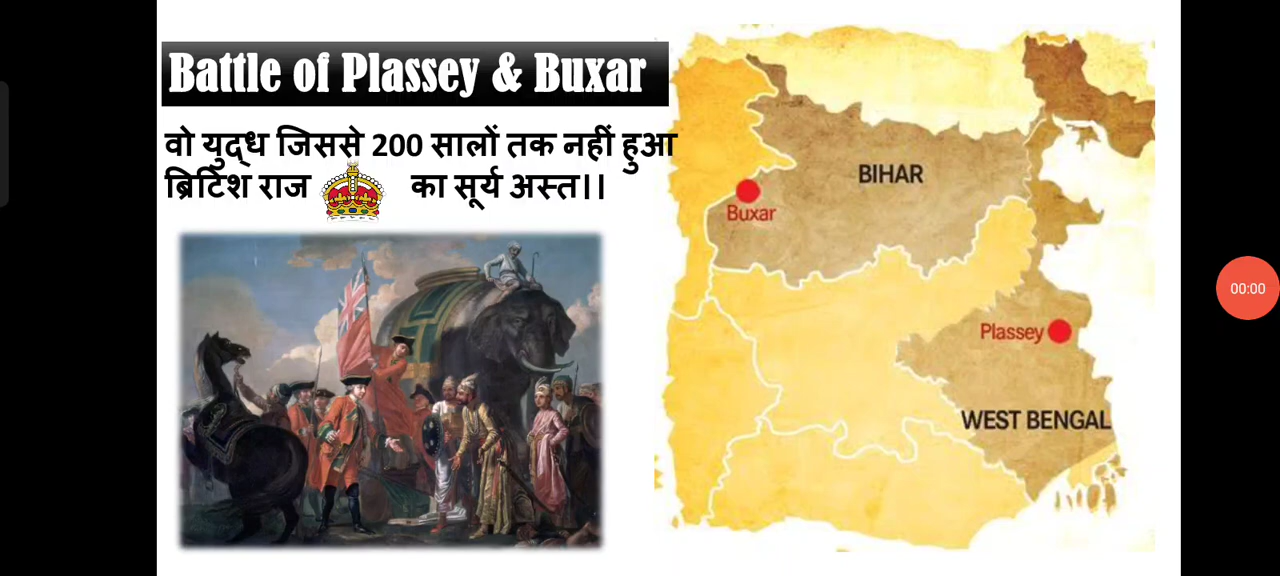 Battle of Plassey & Buxar
वो युद्ध जिससे 200 सालों तक नहीं हुआ
ब्रिटिश राज का सूर्य अस्त।।
BIHAR
Buxar
Plassey
WEST BENGAL
00:00